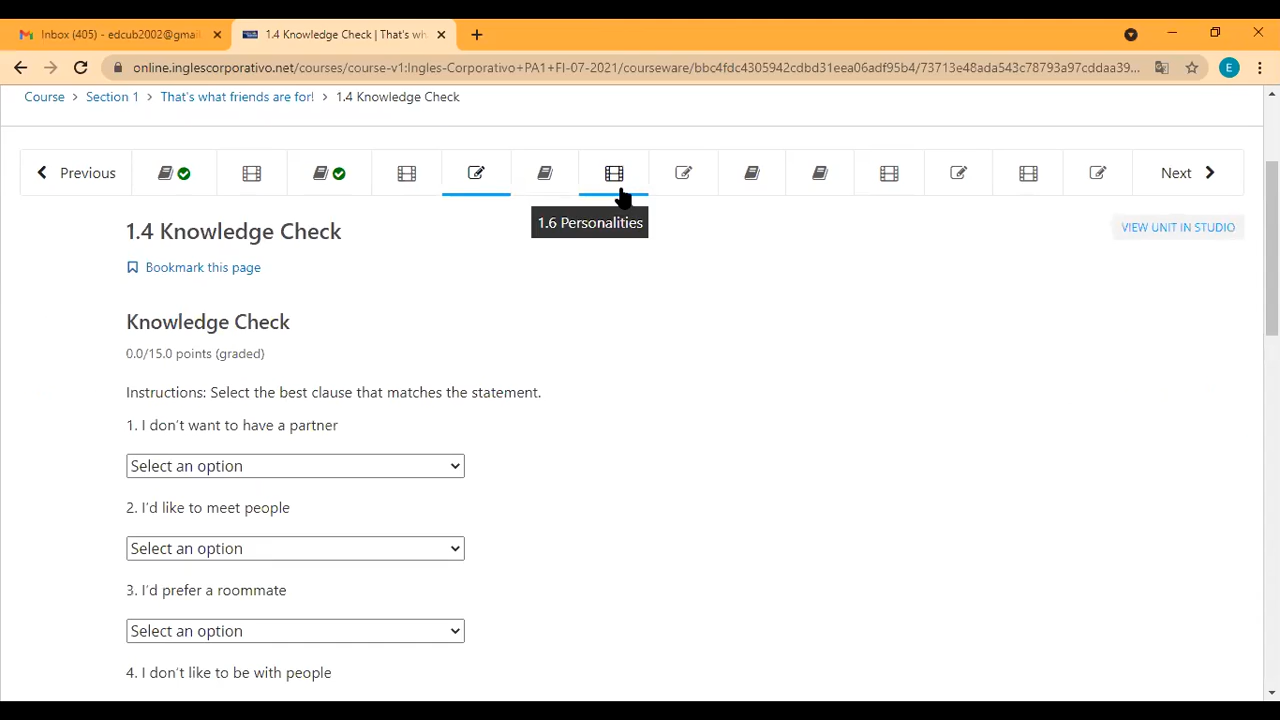 Inbox (405) - edcub2002@gmai
1.4 Knowledge Check | That's wh
online.inglescorporativo.net/courses/course-v1:Ingles-Corporativo+PA1+FI-07-2021/courseware/bbc4fdc4305942cdbd31eea06adf95b4/73713e48ada543c78793a97cddaa39...
E
Course > Section 1 > That's what friends are for! > 1.4 Knowledge Check
Previous
Next
1.6 Personalities
1.4 Knowledge Check
VIEW UNIT IN STUDIO
Bookmark this page
Knowledge Check
0.0/15.0 points (graded)
Instructions: Select the best clause that matches the statement.
1. I don't want to have a partner
Select an option
2. I'd like to meet people
Select an option
3. I'd prefer a roommate
Select an option
4. I don't like to be with people